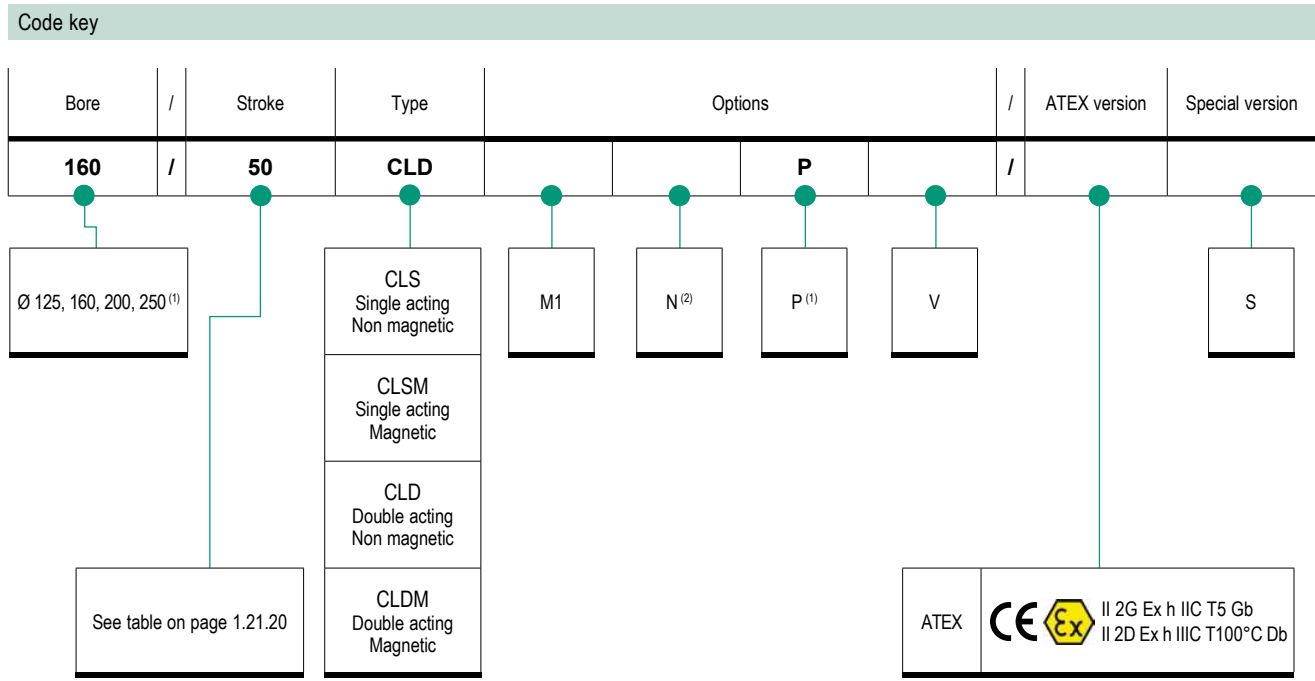 Code key
Bore / Stroke Type Options / ATEX version Special version
160 / 50 CLD P /
Ø 125, 160, 200, 250 (1)
CLS
Single acting
Non magnetic
M1
N (2)
P (1)
V
S
CLSM
Single acting
Magnetic
CLD
Double acting
Non magnetic
See table on page 1.21.20
CLDM
Double acting
Magnetic
ATEX
CE Ex
II 2G Ex h IIC T5 Gb
II 2D Ex h IIIC T100°C Db